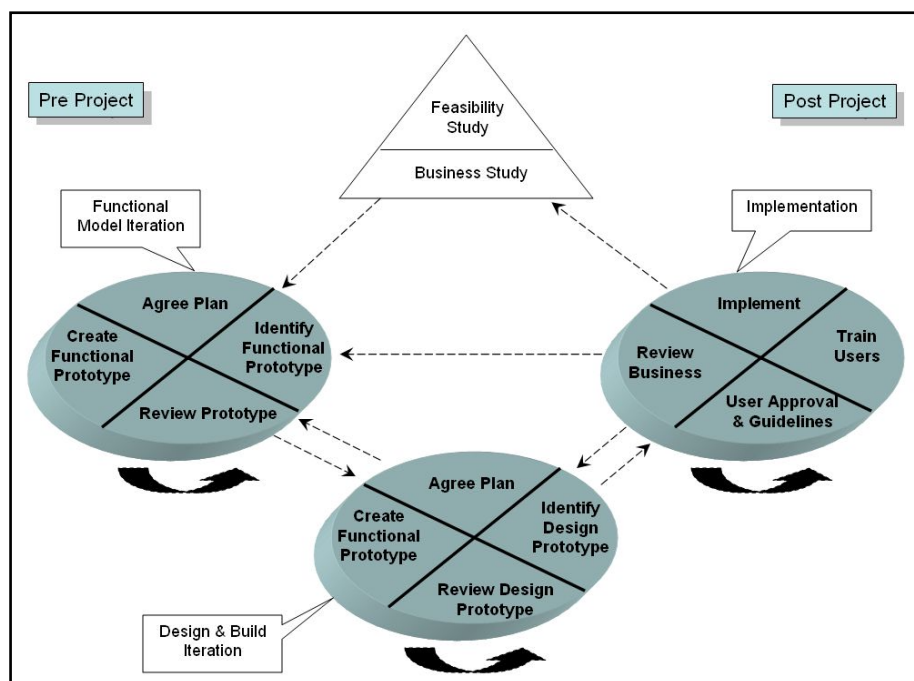 Pre Project
Feasibility
Study
Business Study
Post Project
Functional
Model Iteration
Implementation
Agree Plan
Create
Functional
Prototype
Identify
Functional
Prototype
Review Prototype
Implement
Review
Business
Train
Users
User Approval
& Guidelines
Agree Plan
Create
Functional
Prototype
Identify
Design
Prototype
Review Design
Prototype
Design & Build
Iteration